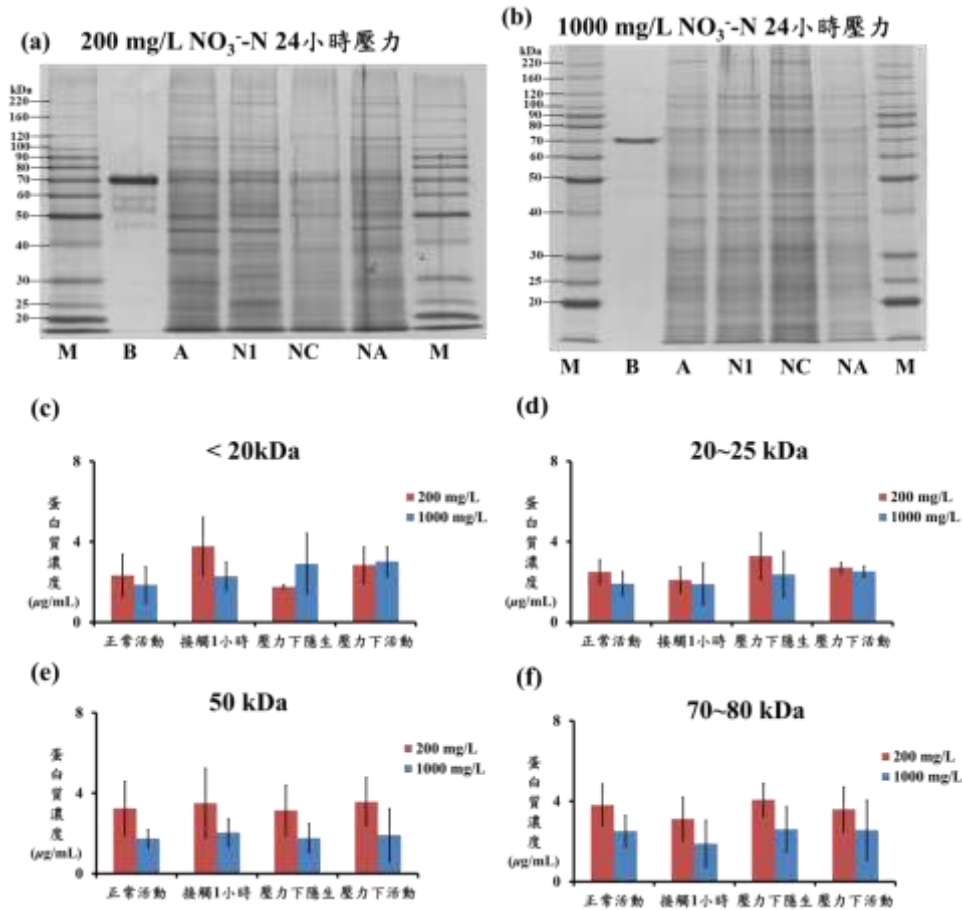 (a) 200 mg/L NO₃⁻-N 24小時壓力
kDa
220
160
120
100
90
80
70
60
50
40
30
20
M B A N1 NC NA M
(b) 1000 mg/L NO₃⁻-N 24小時壓力
kDa
220
160
120
100
90
80
70
60
50
40
30
25
20
M B A N1 NC NA M
(c)
< 20kDa
8
4
0
蛋白質濃度
(μg/mL)
200 mg/L
1000 mg/L
正常活動 接觸1小時 壓力下隱生 壓力下活動
(d)
20~25 kDa
8
4
0
蛋白質濃度
(μg/mL)
200 mg/L
1000 mg/L
正常活動 接觸1小時 壓力下隱生 壓力下活動
(e)
50 kDa
8
4
0
蛋白質濃度
(μg/mL)
200 mg/L
1000 mg/L
正常活動 接觸1小時 壓力下隱生 壓力下活動
(f)
70~80 kDa
8
4
0
蛋白質濃度
(μg/mL)
200 mg/L
1000 mg/L
正常活動 接觸1小時 壓力下隱生 壓力下活動